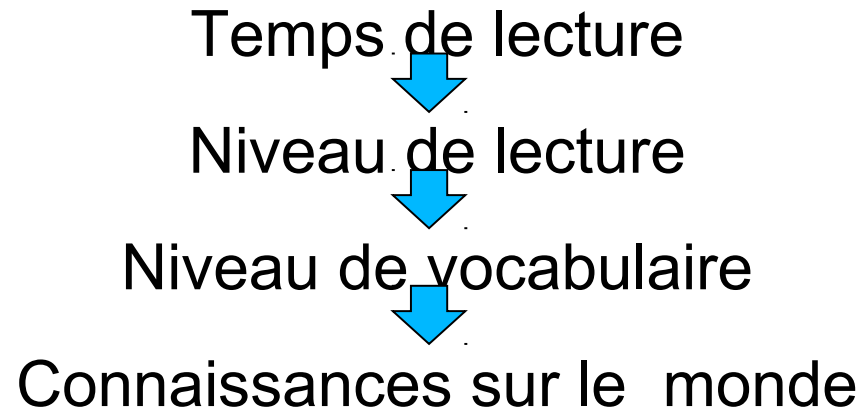 Temps de lecture
Niveau de lecture
Niveau de vocabulaire
Connaissances sur le  monde